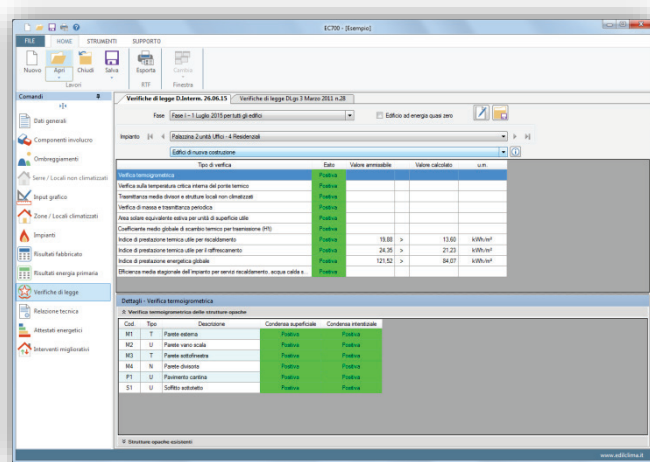 EC700 - [Esempio]
FILE HOME STRUMENTI SUPPORTO
Nuovo Apri Chiudi Salva Esporta Cambia
Lavori RTF Finestra
Comandi
Verifiche di legge D.Interm. 26.06.15 Verifiche di legge DLgs 3 Marzo 2011 n.28
Fase Fase I - 1 Luglio 2015 per tutti gli edifici Edificio ad energia quasi zero
Impianto Palazzina 2 unità Uffici - 4 Residenziali
Edifici di nuova costruzione
Dati generali
Componenti involucro
Ombreggiamenti
Serre / Locali non climatizzati
Input grafico
Zone / Locali climatizzati
Impianti
Risultati fabbricato
Risultati energia primaria
Verifiche di legge
Relazione tecnica
Attestati energetici
Interventi migliorativi
Tipo di verifica Esito Valore ammissibile Valore calcolato u.m.
Verifica termoigrometrica Positiva
Verifica sulla temperatura critica interna del ponte termico Positiva
Trasmittanza media divisori e strutture locali non climatizzati Positiva
Verifica di massa e trasmittanza periodica Positiva
Area solare equivalente estiva per unità di superficie utile Positiva
Coefficiente medio globale di scambio termico per trasmissione (H't) Positiva
Indice di prestazione termica utile per riscaldamento Positiva 19,88 > 13,60 kWh/m²
Indice di prestazione termica utile per il raffrescamento Positiva 24,35 > 21,23 kWh/m²
Indice di prestazione energetica globale Positiva 121,52 > 84,07 kWh/m²
Efficienza media stagionale dell'impianto per servizi riscaldamento, acqua calda e... Positiva
Dettagli - Verifica termoigrometrica
Verifica termoigrometrica delle strutture opache
Cod. Tipo Descrizione Condensa superficiale Condensa interstiziale
M1 T Parete esterna Positiva Positiva
M2 U Parete vano scala Positiva Positiva
M3 T Parete sottofinestra Positiva Positiva
M4 N Parete divisoria Positiva Positiva
P1 U Pavimento cantina Positiva Positiva
S1 U Soffitto sottotetto Positiva Positiva
Strutture opache esistenti
www.edilclima.it